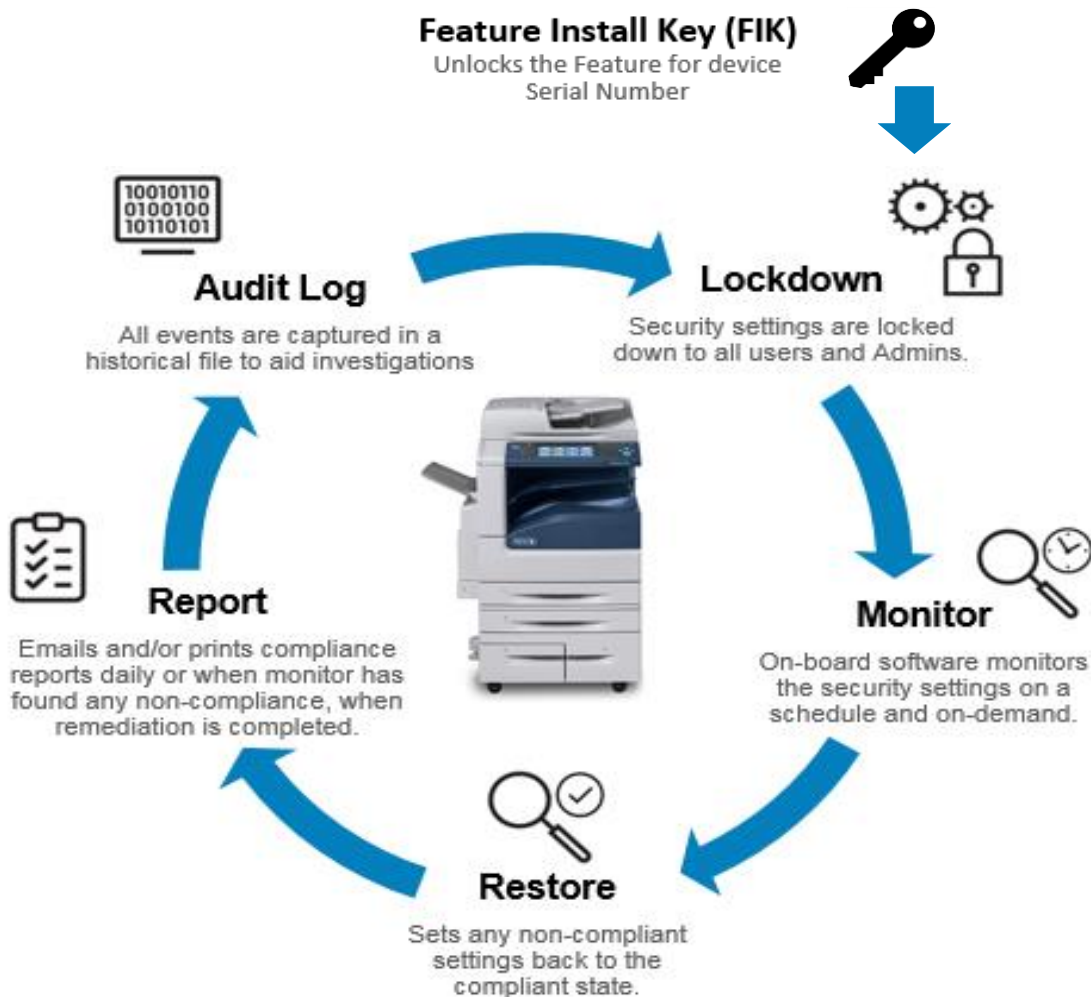 Feature Install Key (FIK)
Unlocks the Feature for device
Serial Number
10010110
0100100
10110101
Audit Log
All events are captured in a
historical file to aid investigations
Lockdown
Security settings are locked
down to all users and Admins.
Monitor
On-board software monitors
the security settings on a
schedule and on-demand.
Restore
Sets any non-compliant
settings back to the
compliant state.
Report
Emails and/or prints compliance
reports daily or when monitor has
found any non-compliance, when
remediation is completed.